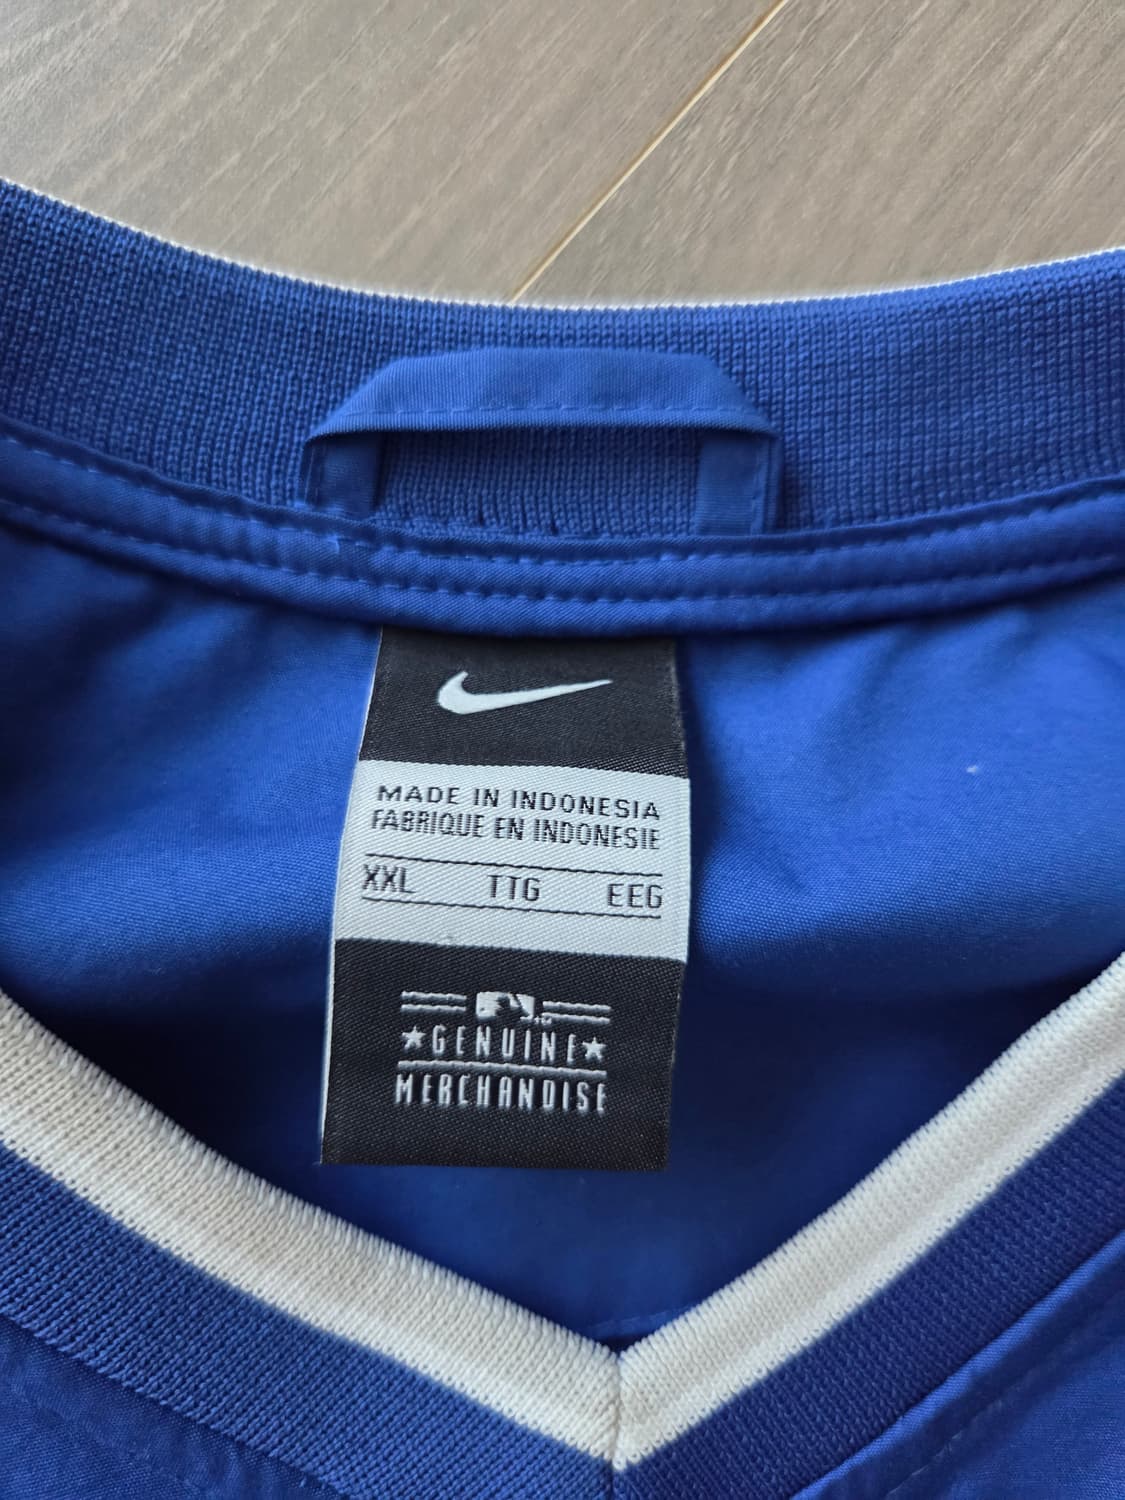 MADE IN INDONESIA
FABRIQUE EN INDONESIE
XXL TTG EEG
GENUINE
MERCHANDISE